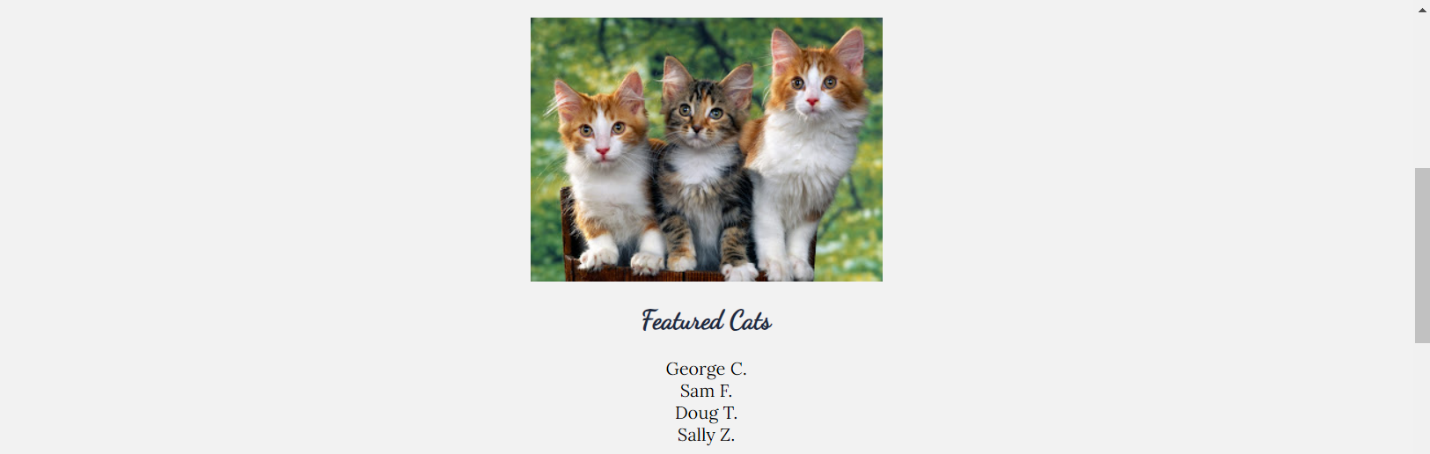 Featured Cats
George C.
Sam F.
Doug T.
Sally Z.